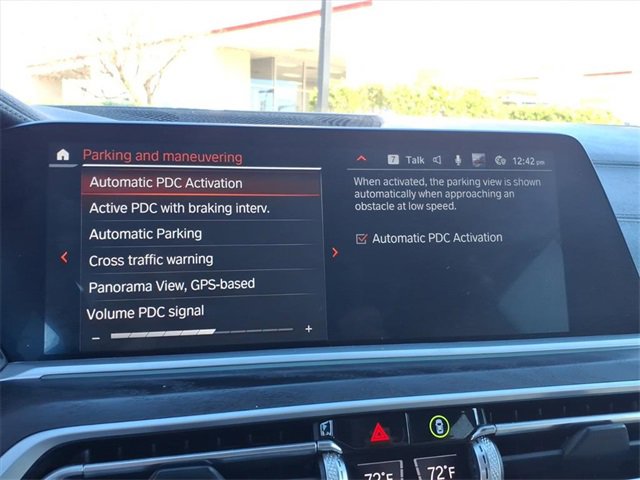 Parking and maneuvering
7 Talk 12:42 pm
Automatic PDC Activation
Active PDC with braking interv.
Automatic Parking
Cross traffic warning
Panorama View, GPS-based
Volume PDC signal
− +
When activated, the parking view is shown
automatically when approaching an
obstacle at low speed.
Automatic PDC Activation
72°F 72°F